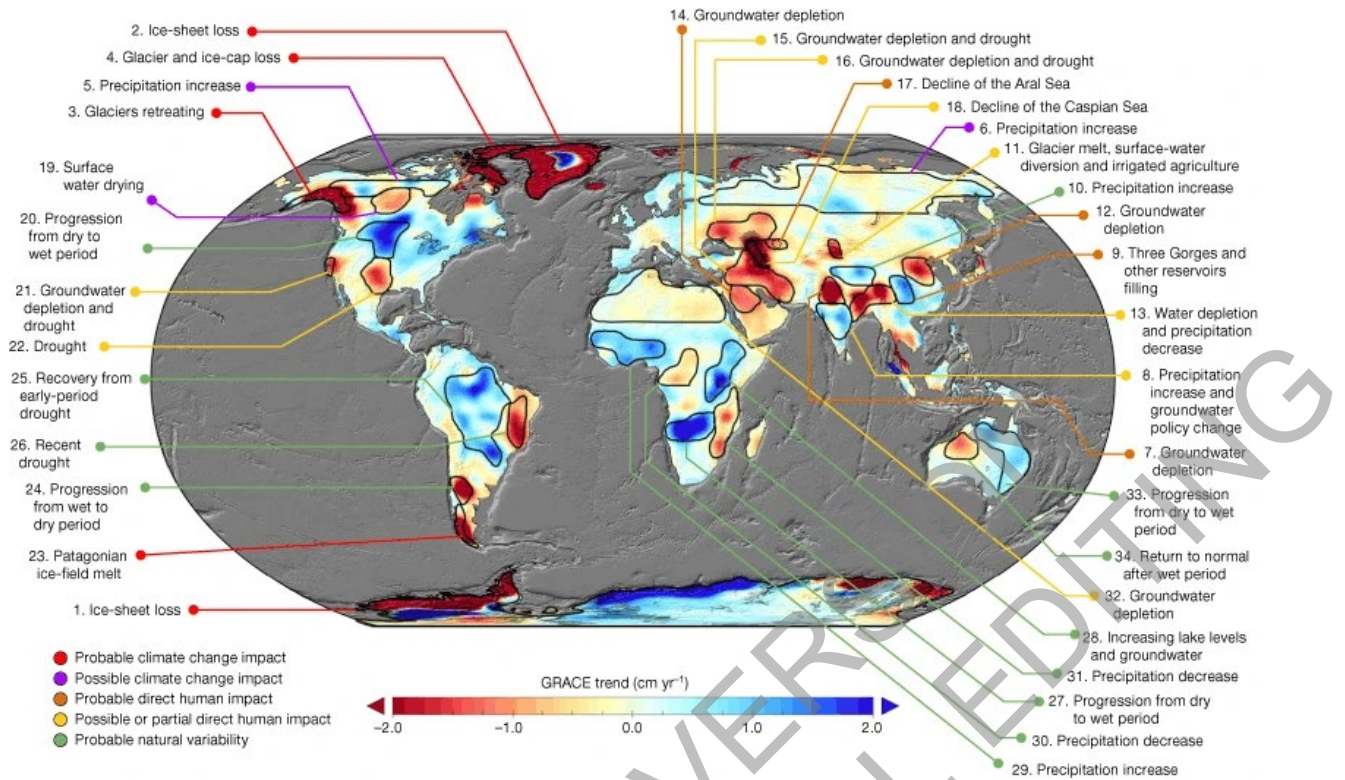 2. Ice-sheet loss
4. Glacier and ice-cap loss
5. Precipitation increase
3. Glaciers retreating
19. Surface
water drying
20. Progression
from dry to
wet period
21. Groundwater
depletion and
drought
22. Drought
25. Recovery from
early-period
drought
26. Recent
drought
24. Progression
from wet to
dry period
23. Patagonian
ice-field melt
1. Ice-sheet loss
14. Groundwater depletion
15. Groundwater depletion and drought
16. Groundwater depletion and drought
17. Decline of the Aral Sea
18. Decline of the Caspian Sea
6. Precipitation increase
11. Glacier melt, surface-water
diversion and irrigated agriculture
10. Precipitation increase
12. Groundwater
depletion
9. Three Gorges and
other reservoirs
filling
13. Water depletion
and precipitation
decrease
8. Precipitation
increase and
groundwater
policy change
7. Groundwater
depletion
33. Progression
from dry to wet
period
34. Return to normal
after wet period
32. Groundwater
depletion
28. Increasing lake levels
and groundwater
31. Precipitation decrease
27. Progression from dry
to wet period
30. Precipitation decrease
29. Precipitation increase
Probable climate change impact
Possible climate change impact
Probable direct human impact
Possible or partial direct human impact
Probable natural variability
GRACE trend (cm yr⁻¹)
−2.0 −1.0 0.0 1.0 2.0
EDITING